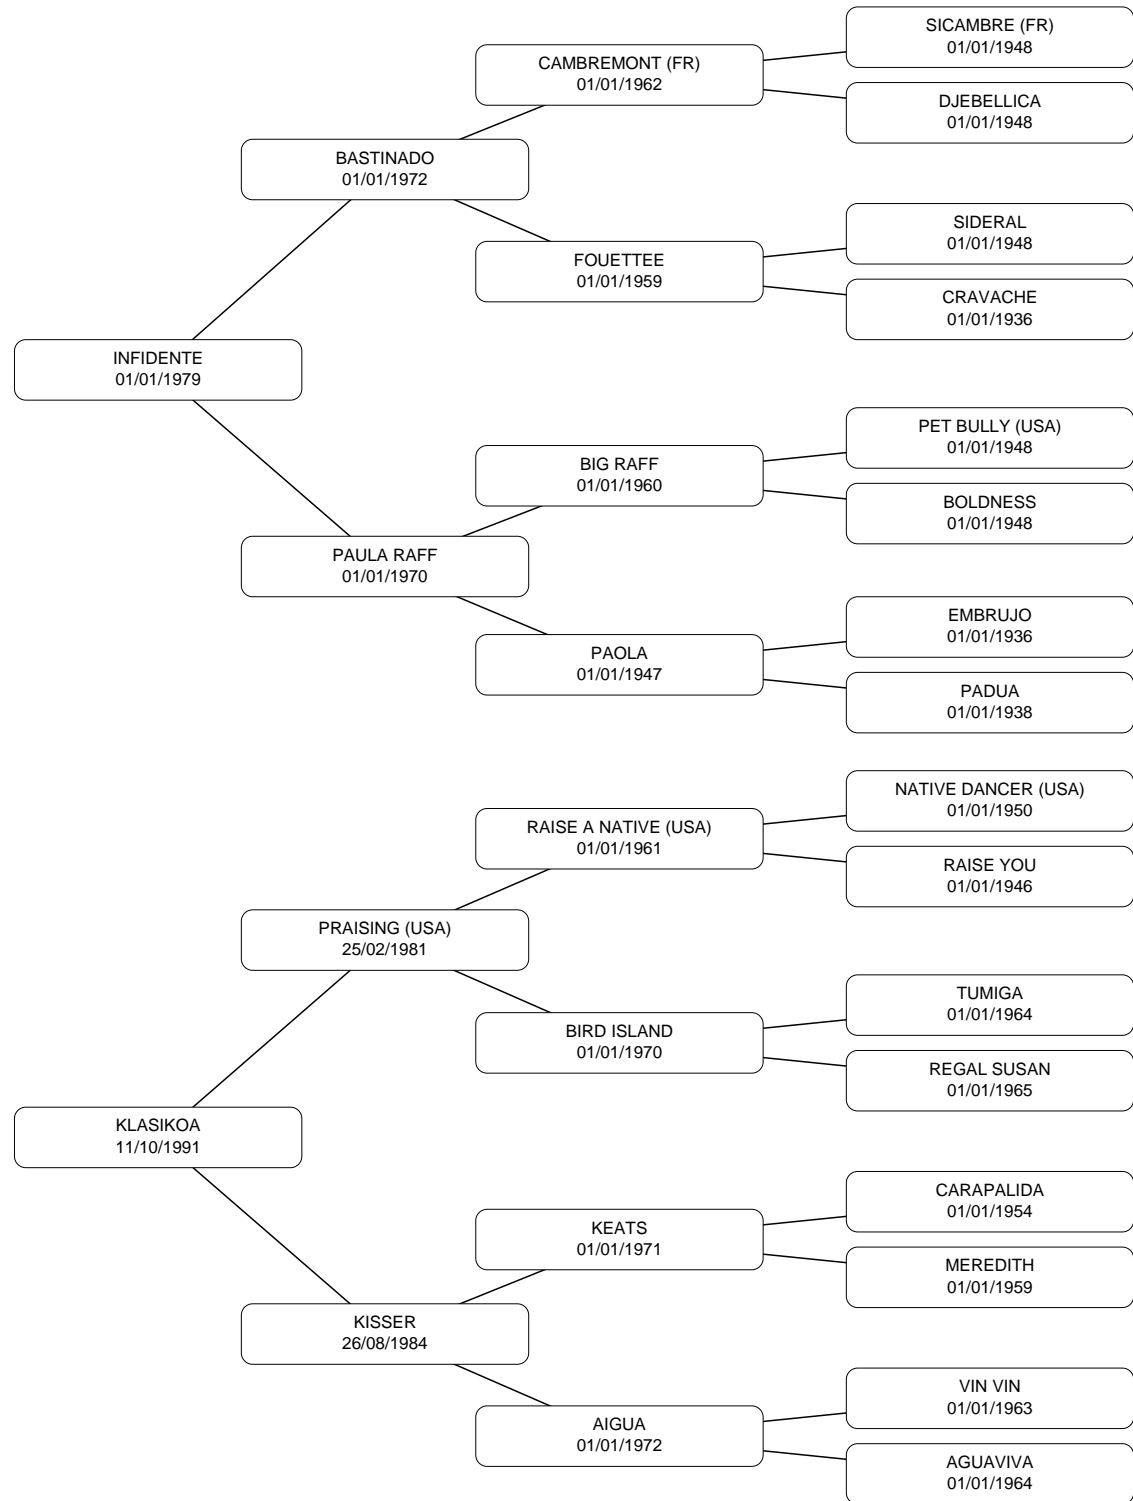 SICAMBRE (FR)
01/01/1948
CAMBREMONT (FR)
01/01/1962
DJEBELLICA
01/01/1948
BASTINADO
01/01/1972
SIDERAL
01/01/1948
FOUETTEE
01/01/1959
CRAVACHE
01/01/1936
INFIDENTE
01/01/1979
PET BULLY (USA)
01/01/1948
BIG RAFF
01/01/1960
BOLDNESS
01/01/1948
PAULA RAFF
01/01/1970
EMBRUJO
01/01/1936
PAOLA
01/01/1947
PADUA
01/01/1938
NATIVE DANCER (USA)
01/01/1950
RAISE A NATIVE (USA)
01/01/1961
RAISE YOU
01/01/1946
PRAISING (USA)
25/02/1981
TUMIGA
01/01/1964
BIRD ISLAND
01/01/1970
REGAL SUSAN
01/01/1965
KLASIKOA
11/10/1991
CARAPALIDA
01/01/1954
KEATS
01/01/1971
MEREDITH
01/01/1959
KISSER
26/08/1984
VIN VIN
01/01/1963
AIGUA
01/01/1972
AGUAVIVA
01/01/1964